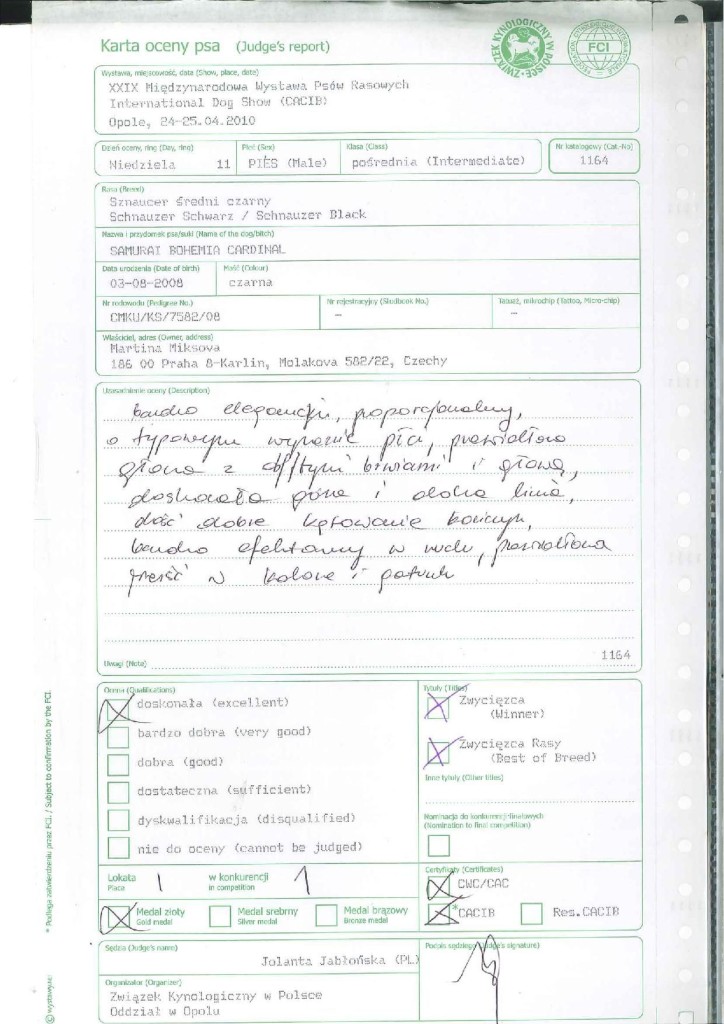 Karta oceny psa (Judge's report)
ZWIĄZEK KYNOLOGICZNY W POLSCE
FCI
Wystawa, miejscowość, data (Show, place, date)
XXIX Międzynarodowa Wystawa Psów Rasowych
International Dog Show (CACIB)
Opole, 24-25.04.2010
Dzień oceny, ring (Day, ring) Płeć (Sex) Klasa (Class) Nr katalogowy (Cat.-No)
Niedziela 11 PIES (Male) pośrednia (Intermediate) 1164
Rasa (Breed)
Sznaucer średni czarny
Schnauzer Schwarz / Schnauzer Black
Nazwa i przydomek psa/suki (Name of the dog/bitch)
SAMURAI BOHEMIA CARDINAL
Data urodzenia (Date of birth) Maść (Colour)
03-08-2008 czarna
Nr rodowodu (Pedigree No.) Nr rejestracyjny (Studbook No.) Tatuaż, mikrochip (Tattoo, Micro-chip)
CMKU/KS/7582/08 - -
Właściciel, adres (Owner, address)
Martina Miksova
186 00 Praha 8-Karlin, Molakova 582/22, Czechy
Uzasadnienie oceny (Description)
bardzo elegancki, proporcjonalny,
o typowym wyrazie płci, prawidłowa
głowa z obfitymi brwiami i
doskonała górna i dolna linia,
dość dobre kątowanie kończyn,
bardzo efektowny w ruchu, prawidłowa
sierść w kolorze i gatunku
1164
Uwagi (Note)
Ocena (Qualifications) Tytuły (Titles)
doskonała (excellent)
bardzo dobra (very good)
dobra (good)
dostateczna (sufficient)
dyskwalifikacja (disqualified)
nie do oceny (cannot be judged)
Zwycięzca
(Winner)
Zwycięzca Rasy
(Best of Breed)
Inne tytuły (Other titles)
Nominacja do konkurencji finałowych
(Nomination to final competition)
Lokata 1 w konkurencji 1
Place in competition
Medal złoty Medal srebrny Medal brązowy
Gold medal Silver medal Bronze medal
Certyfikaty (Certificates)
CWC/CAC
*CACIB Res.CACIB
Sędzia (Judge's name) Podpis sędziego (Judge's signature)
Jolanta Jabłońska (PL)
Organizator (Organizer)
Związek Kynologiczny w Polsce
Oddział w Opolu
* Podlega zatwierdzeniu przez FCI. / Subject to confirmation by the FCI.